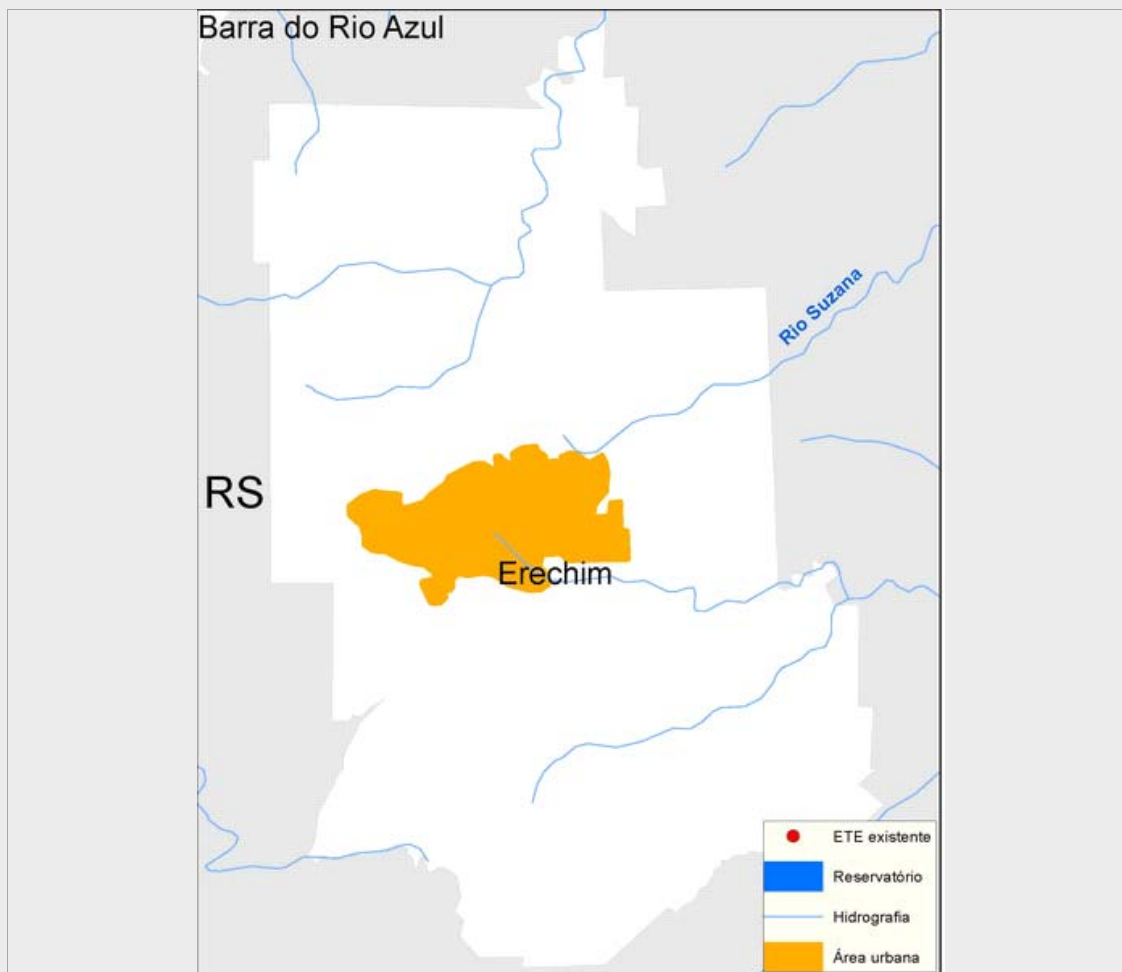 Barra do Rio Azul
Rio Suzana
RS
Erechim
ETE existente
Reservatório
Hidrografia
Área urbana